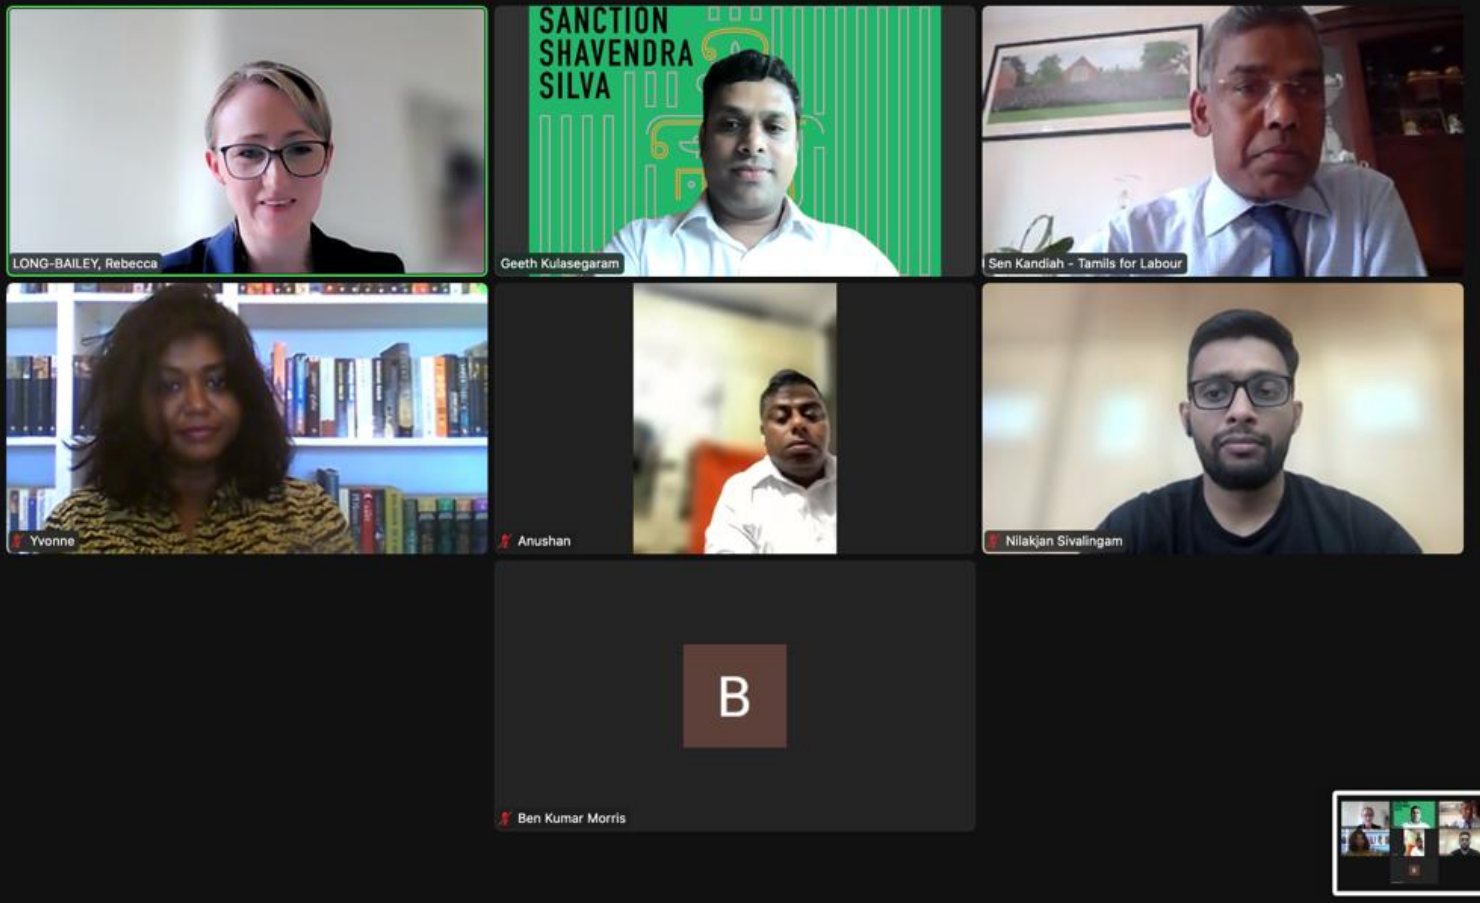 SANCTION
SHAVENDRA
SILVA
LONG-BAILEY, Rebecca
Geeth Kulasegaram
Sen Kandiah - Tamils for Labour
Yvonne
Anushan
Nilakjan Sivalingam
B
Ben Kumar Morris